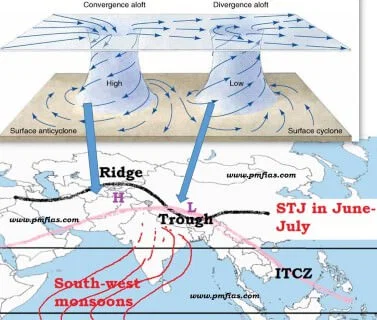 Convergence aloft
Divergence aloft
High
Low
Surface anticyclone
Surface cyclone
Ridge
www.pmfias.com
H
L
STJ in June-
July
Trough
www.pmfias.com
ITCZ
South-west
monsoons
www.pmfias.com